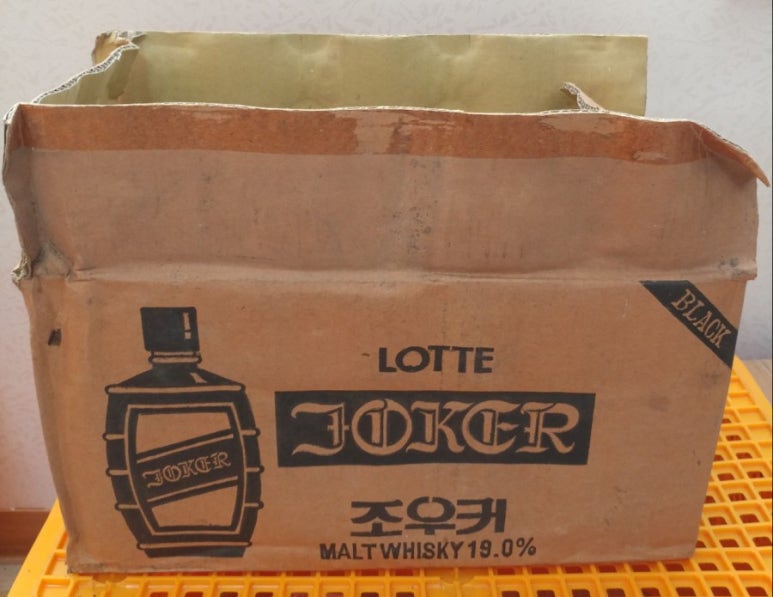 BLACK
LOTTE
JOKER
JOKER
조우커
MALT WHISKY 19.0%